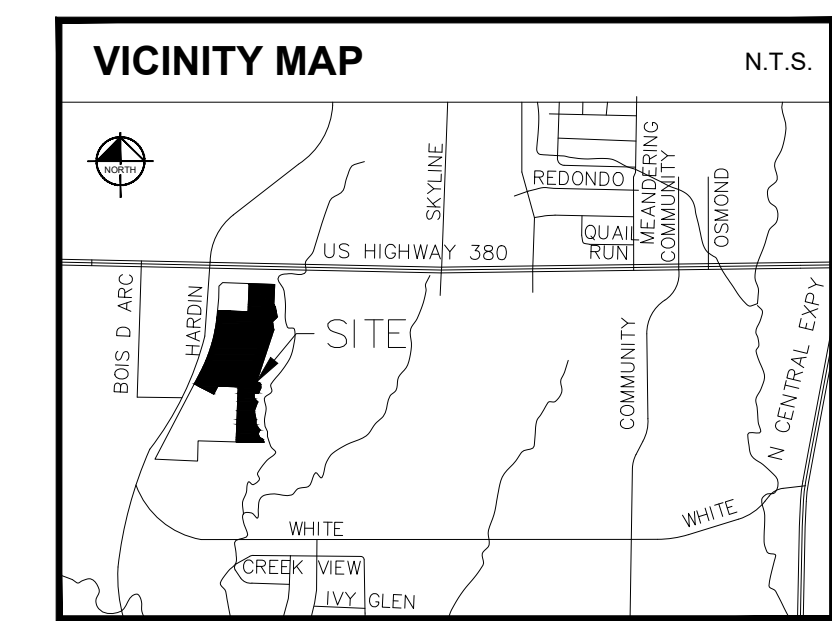 VICINITY MAP
N.T.S.
NORTH
SKYLINE
REDONDO
MEANDERING
COMMUNITY
OSMOND
QUAIL
RUN
US HIGHWAY 380
BOIS D ARC
HARDIN
SITE
COMMUNITY
N CENTRAL EXPY
WHITE
WHITE
CREEK VIEW
IVY GLEN